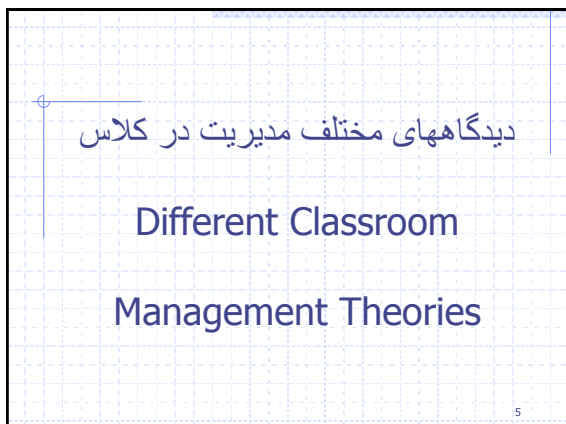 دیدگاههای مختلف مدیریت در کلاس
Different Classroom
Management Theories
5